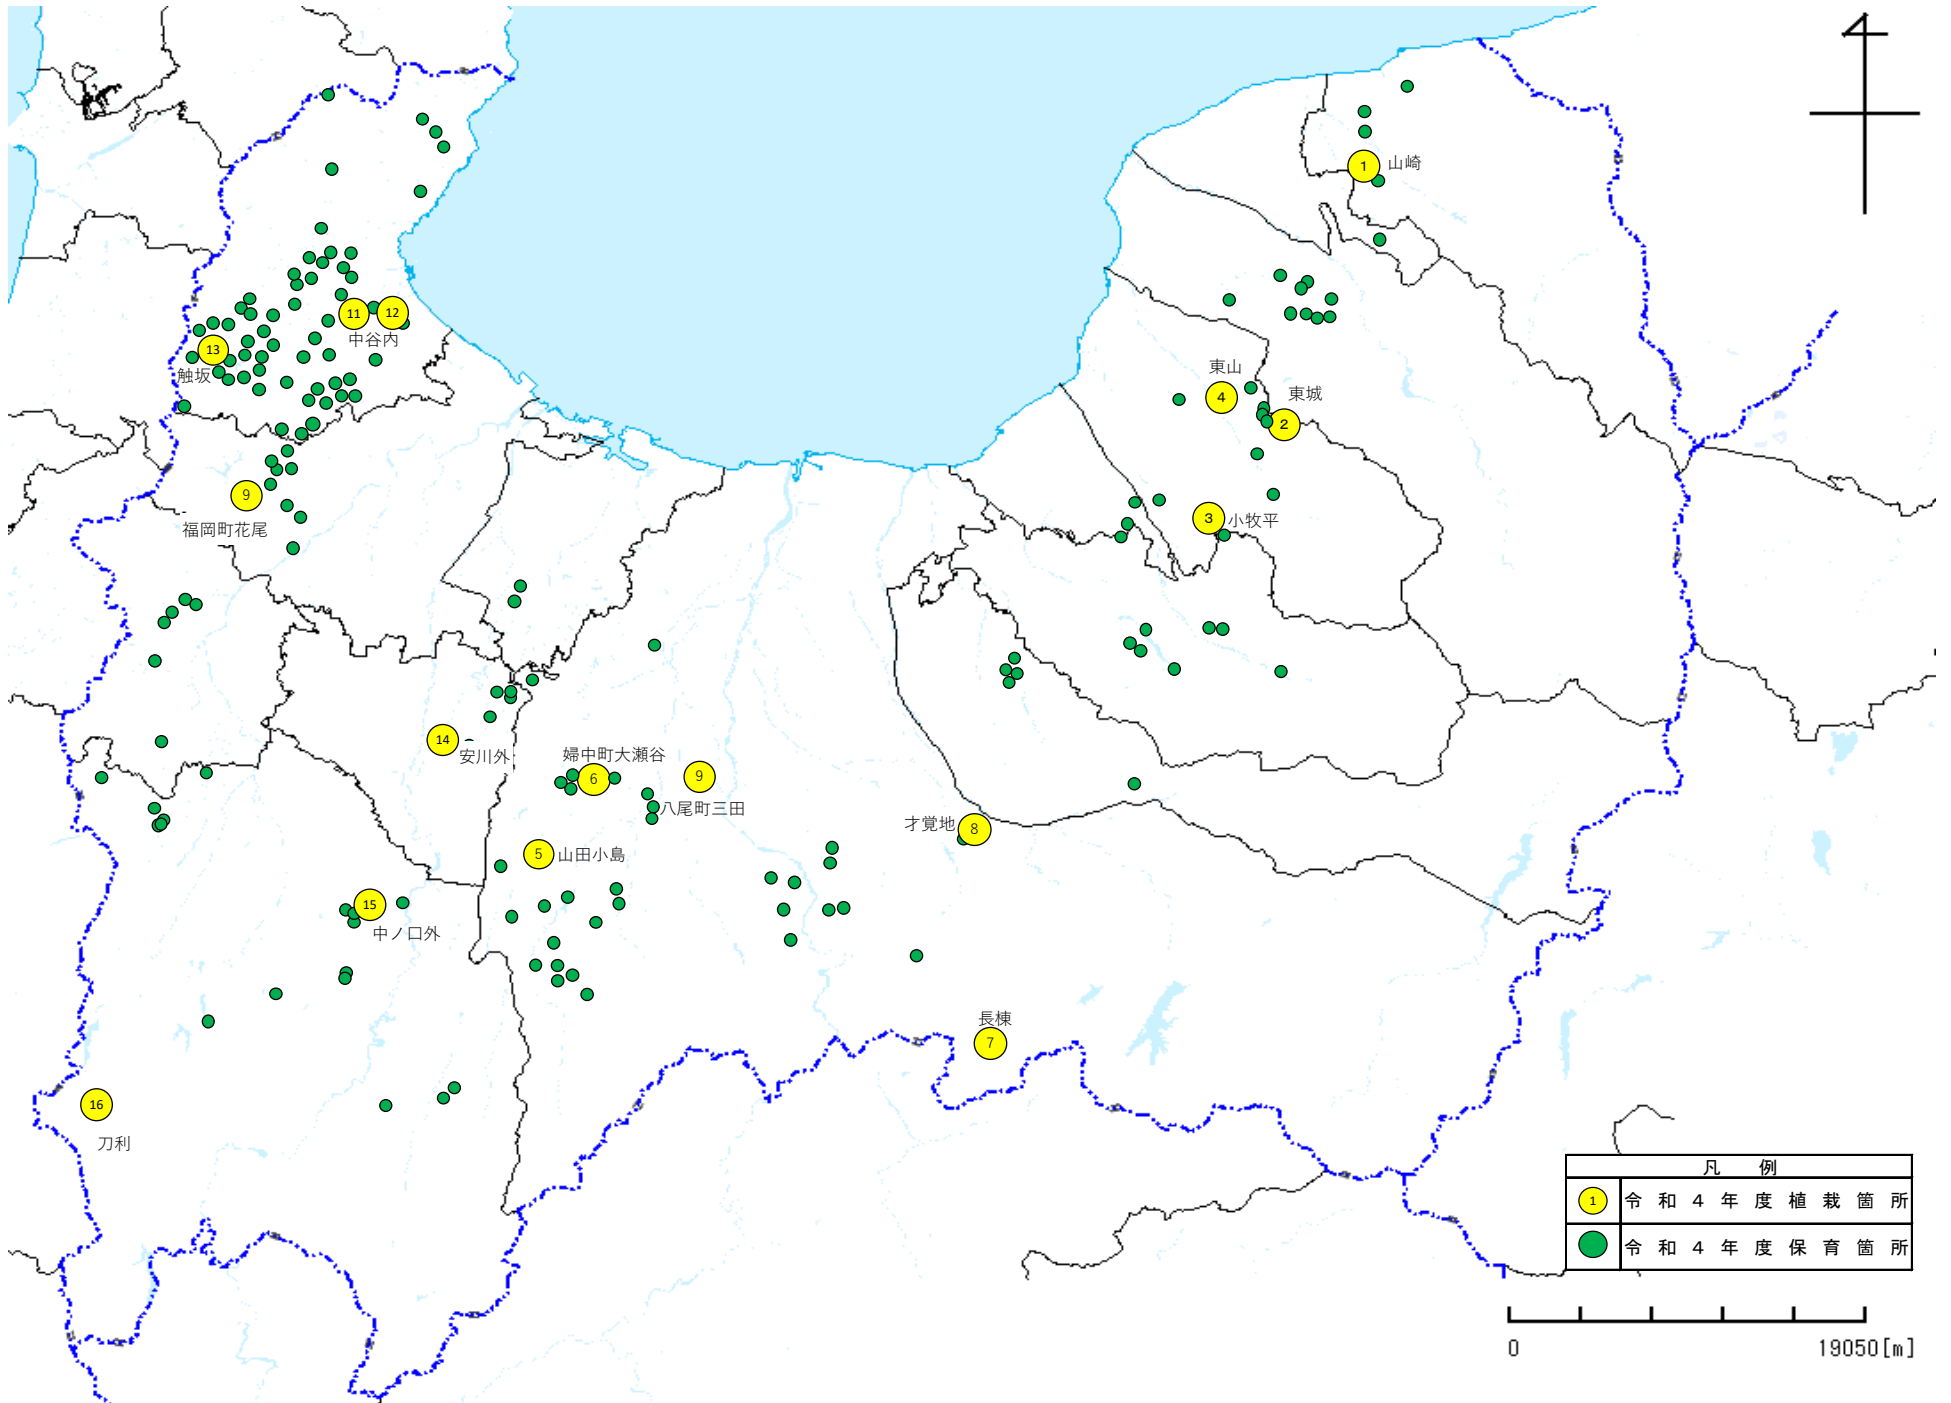 1 山崎
11 12
中谷内
13
触坂
東山
4
東城
2
9
福岡町花尾
3 小牧平
14 安川外
婦中町大瀬谷
6
9
八尾町三田
才覚地 8
5 山田小島
15
中ノ口外
長棟
7
16
刀利
凡 例
1 令和4年度植栽箇所
令和4年度保育箇所
0 19050[m]